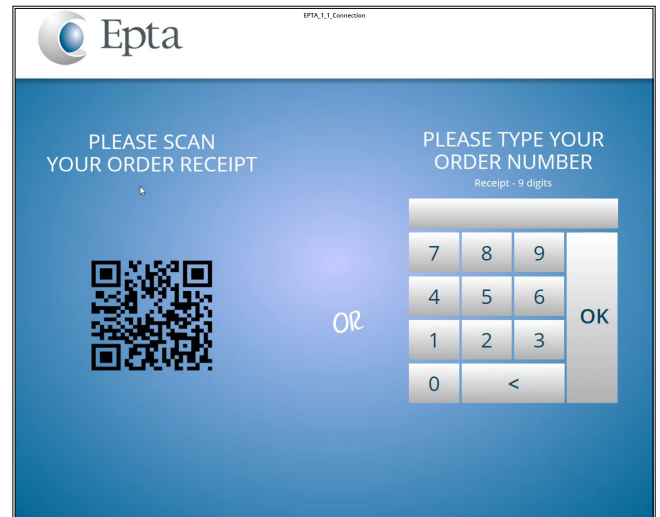 Epta
EPTA_1_1_Connection
PLEASE SCAN
YOUR ORDER RECEIPT
OR
PLEASE TYPE YOUR
ORDER NUMBER
Receipt - 9 digits
7 8 9
4 5 6
OK
1 2 3
0 <